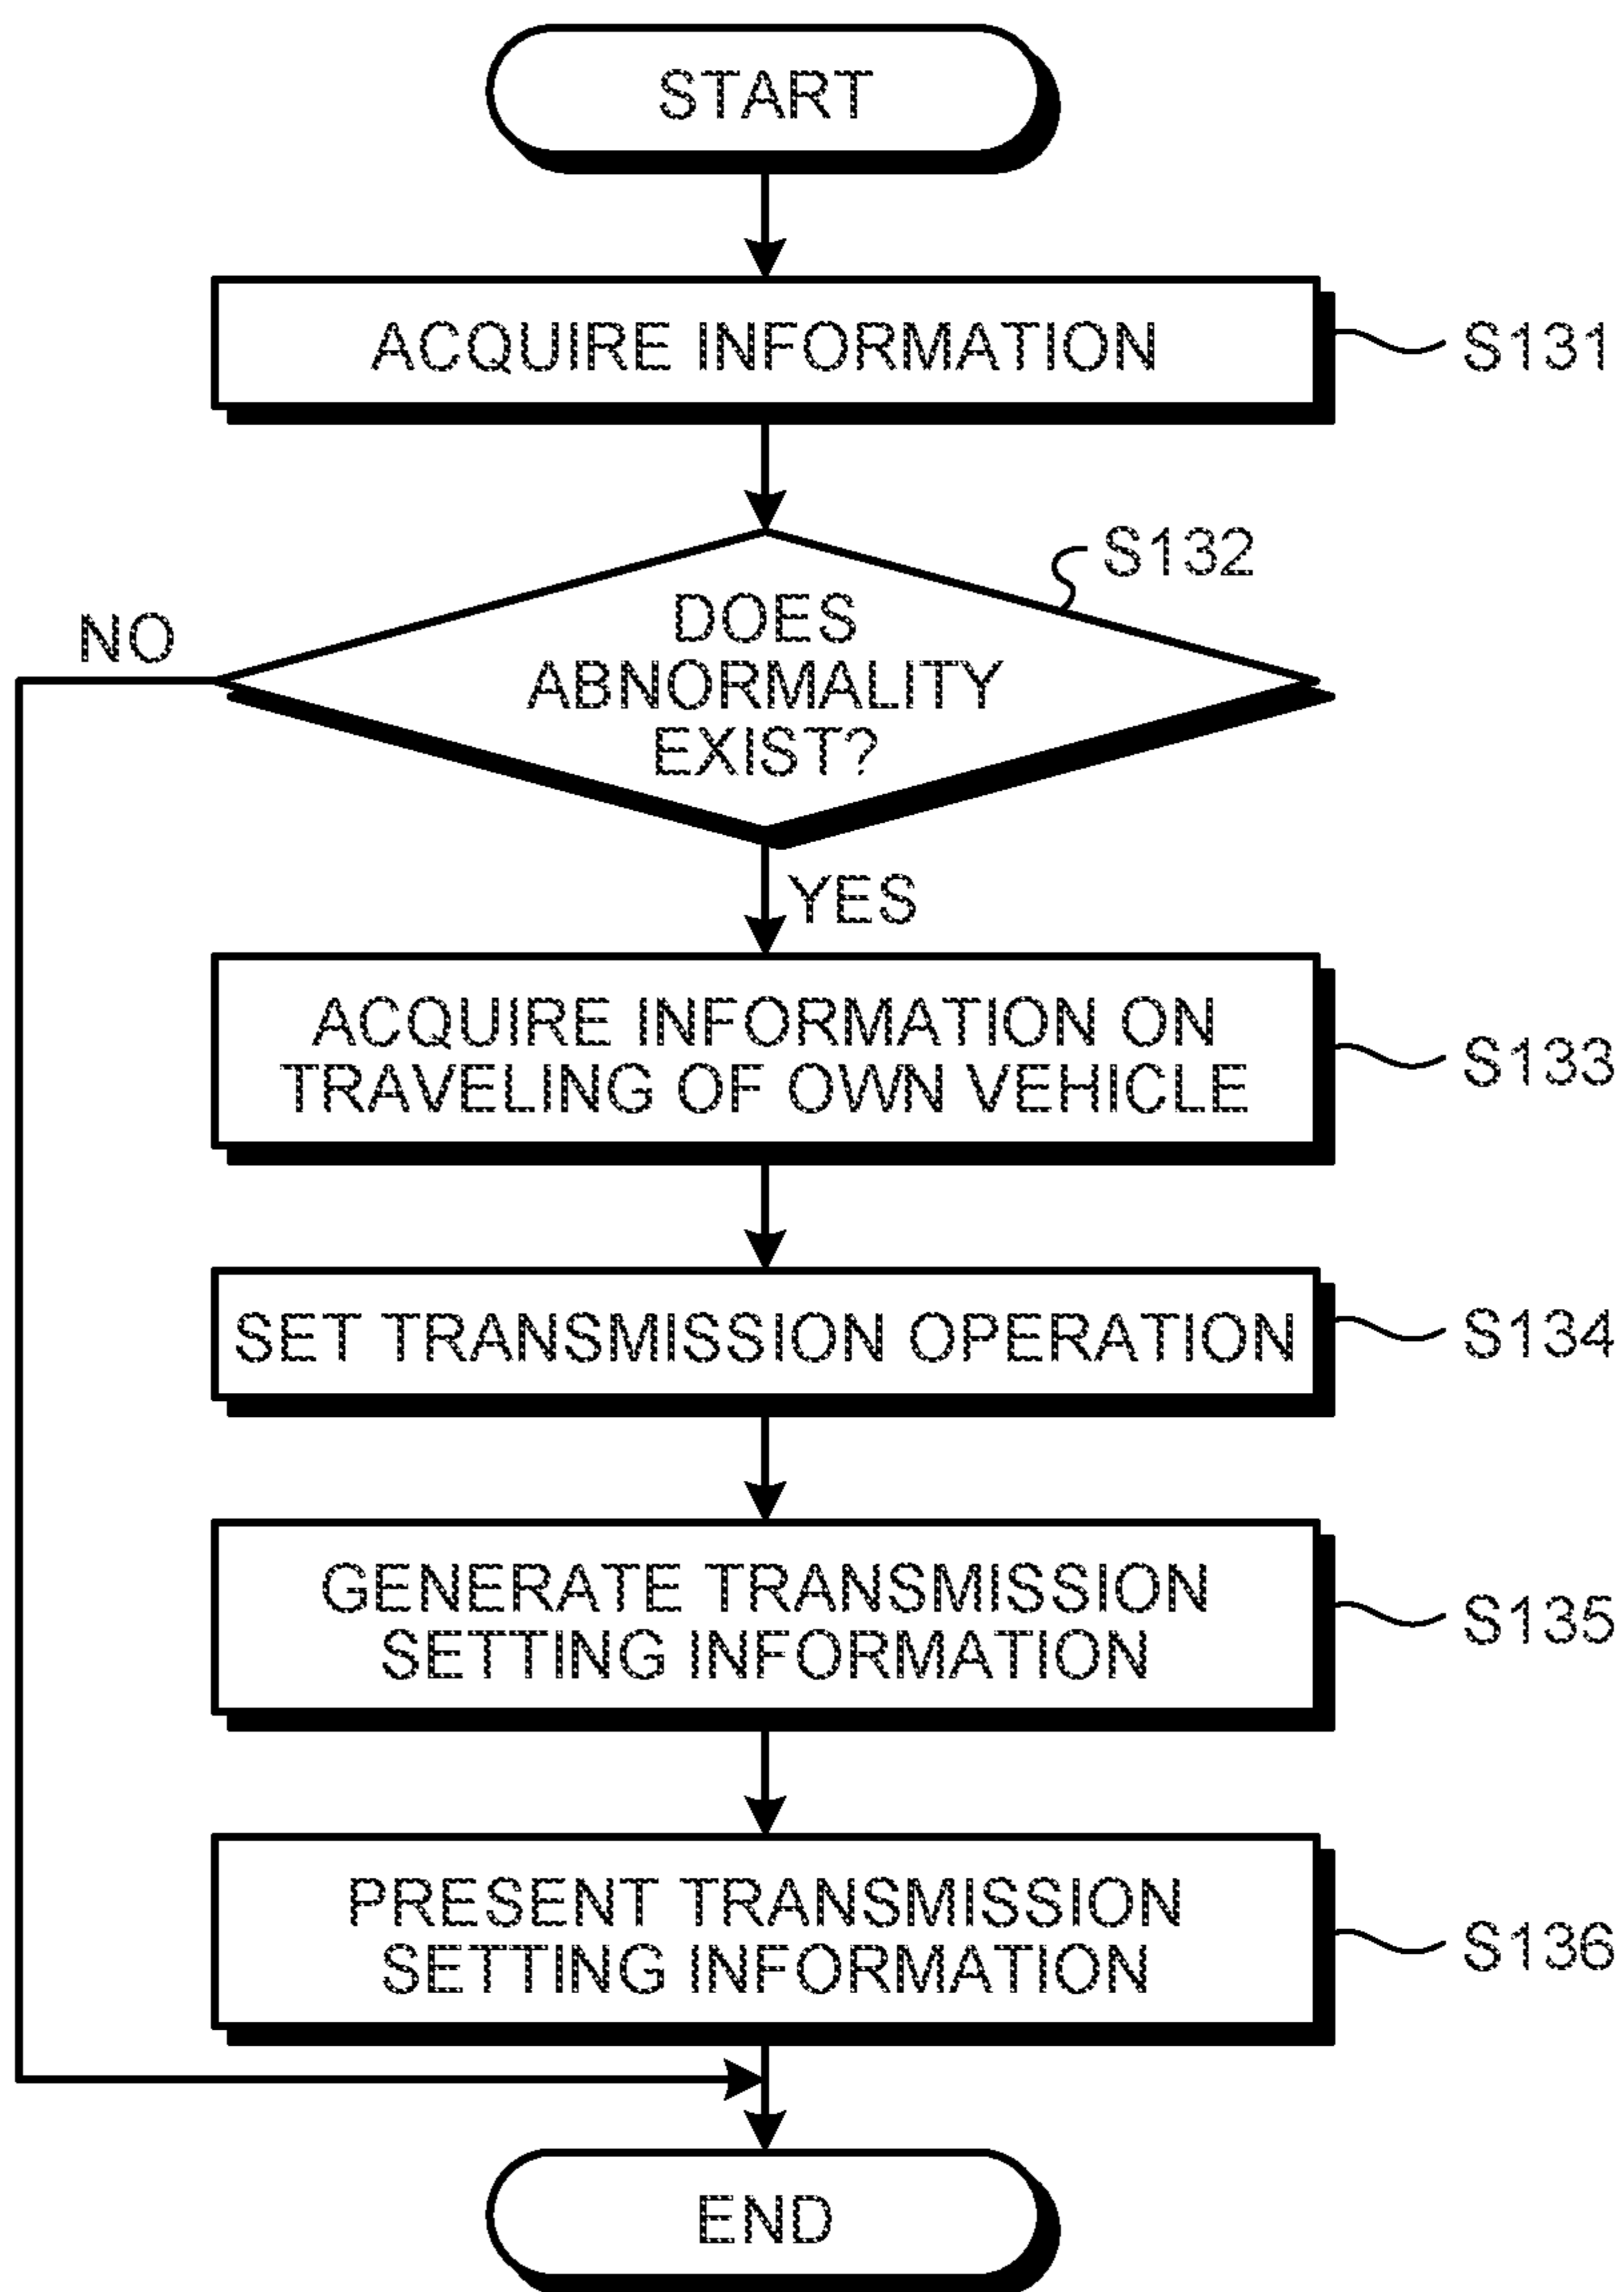 START
ACQUIRE INFORMATION
S131
S132
DOES
ABNORMALITY
EXIST?
NO
YES
ACQUIRE INFORMATION ON
TRAVELING OF OWN VEHICLE
S133
SET TRANSMISSION OPERATION
S134
GENERATE TRANSMISSION
SETTING INFORMATION
S135
PRESENT TRANSMISSION
SETTING INFORMATION
S136
END